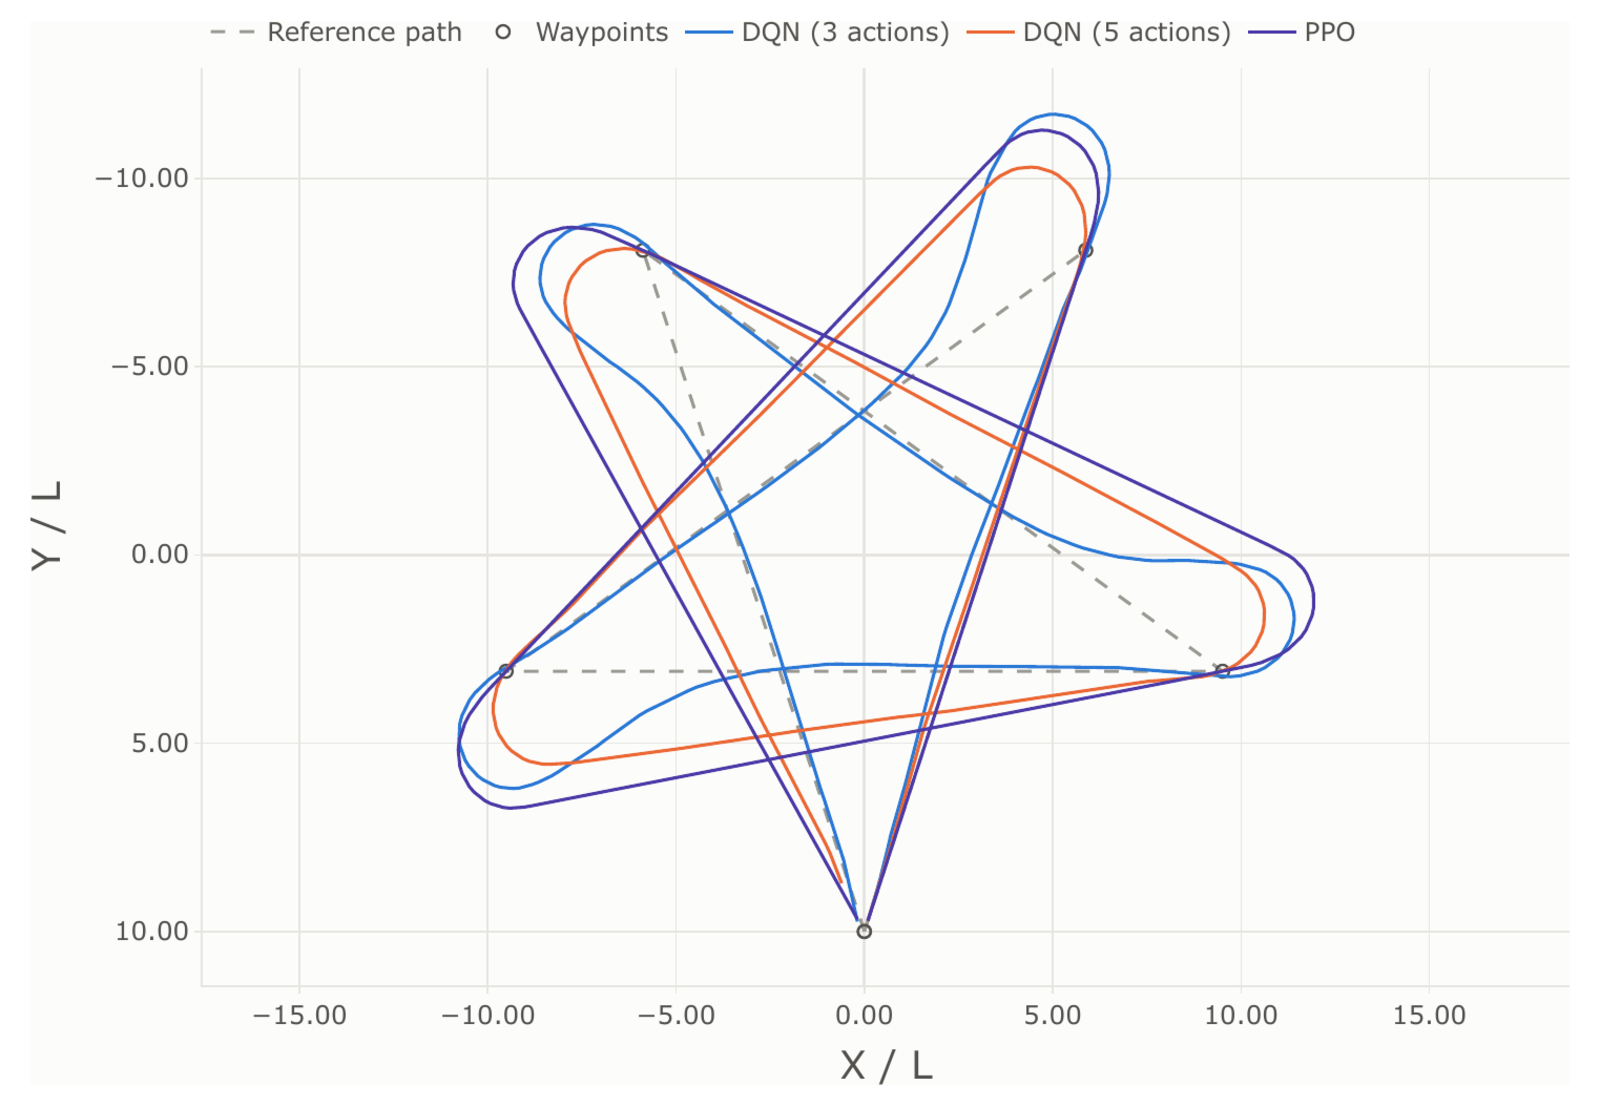 Reference path Waypoints DQN (3 actions) DQN (5 actions) PPO
−10.00
−5.00
0.00
5.00
10.00
Y / L
−15.00 −10.00 −5.00 0.00 5.00 10.00 15.00
X / L